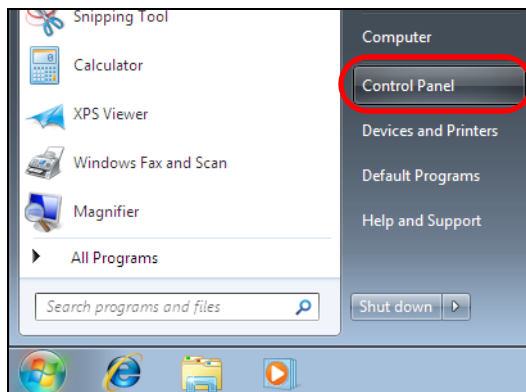 Snipping Tool
Calculator
XPS Viewer
Windows Fax and Scan
Magnifier
All Programs
Search programs and files
Computer
Control Panel
Devices and Printers
Default Programs
Help and Support
Shut down